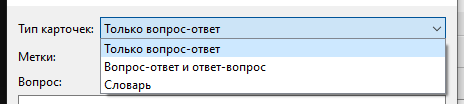 Тип карточек: Только вопрос-ответ
Только вопрос-ответ
Метки: Вопрос-ответ и ответ-вопрос
Вопрос: Словарь